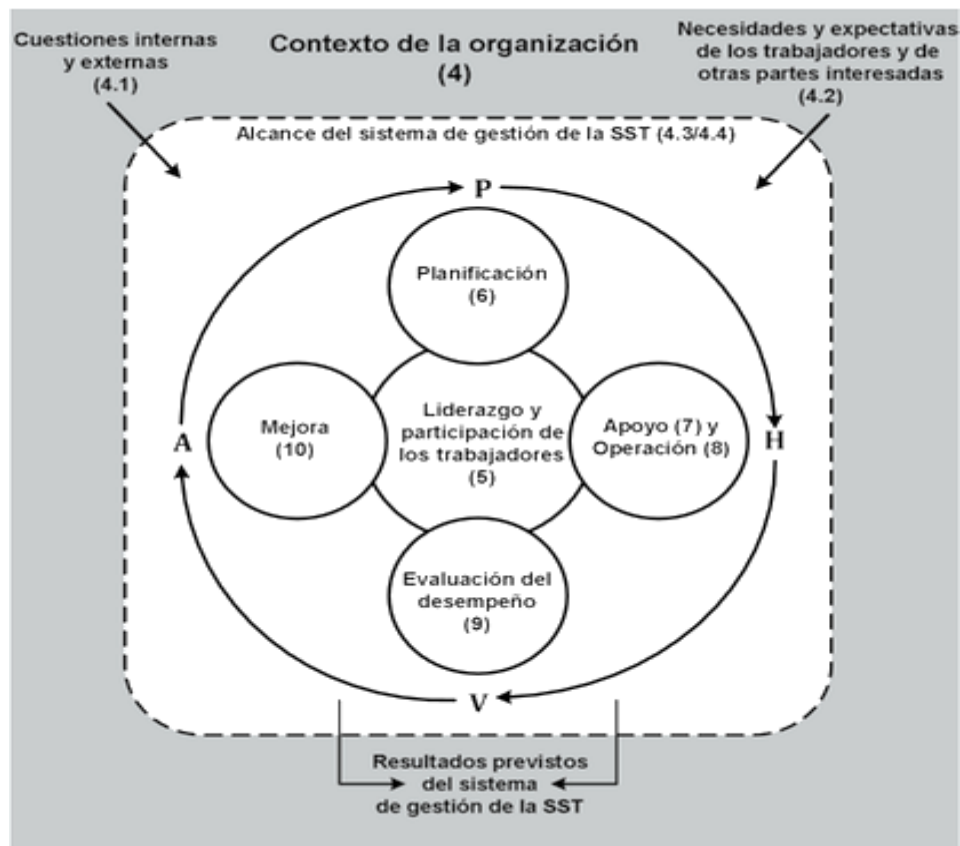 Cuestiones internas
y externas
(4.1)
Contexto de la organización
(4)
Necesidades y expectativas
de los trabajadores y de
otras partes interesadas
(4.2)
Alcance del sistema de gestión de la SST (4.3/4.4)
P
Planificación
(6)
A
Mejora
(10)
Liderazgo y
participación de
los trabajadores
(5)
Apoyo (7) y
Operación (8)
H
Evaluación del
desempeño
(9)
V
Resultados previstos
del sistema
de gestión de la SST